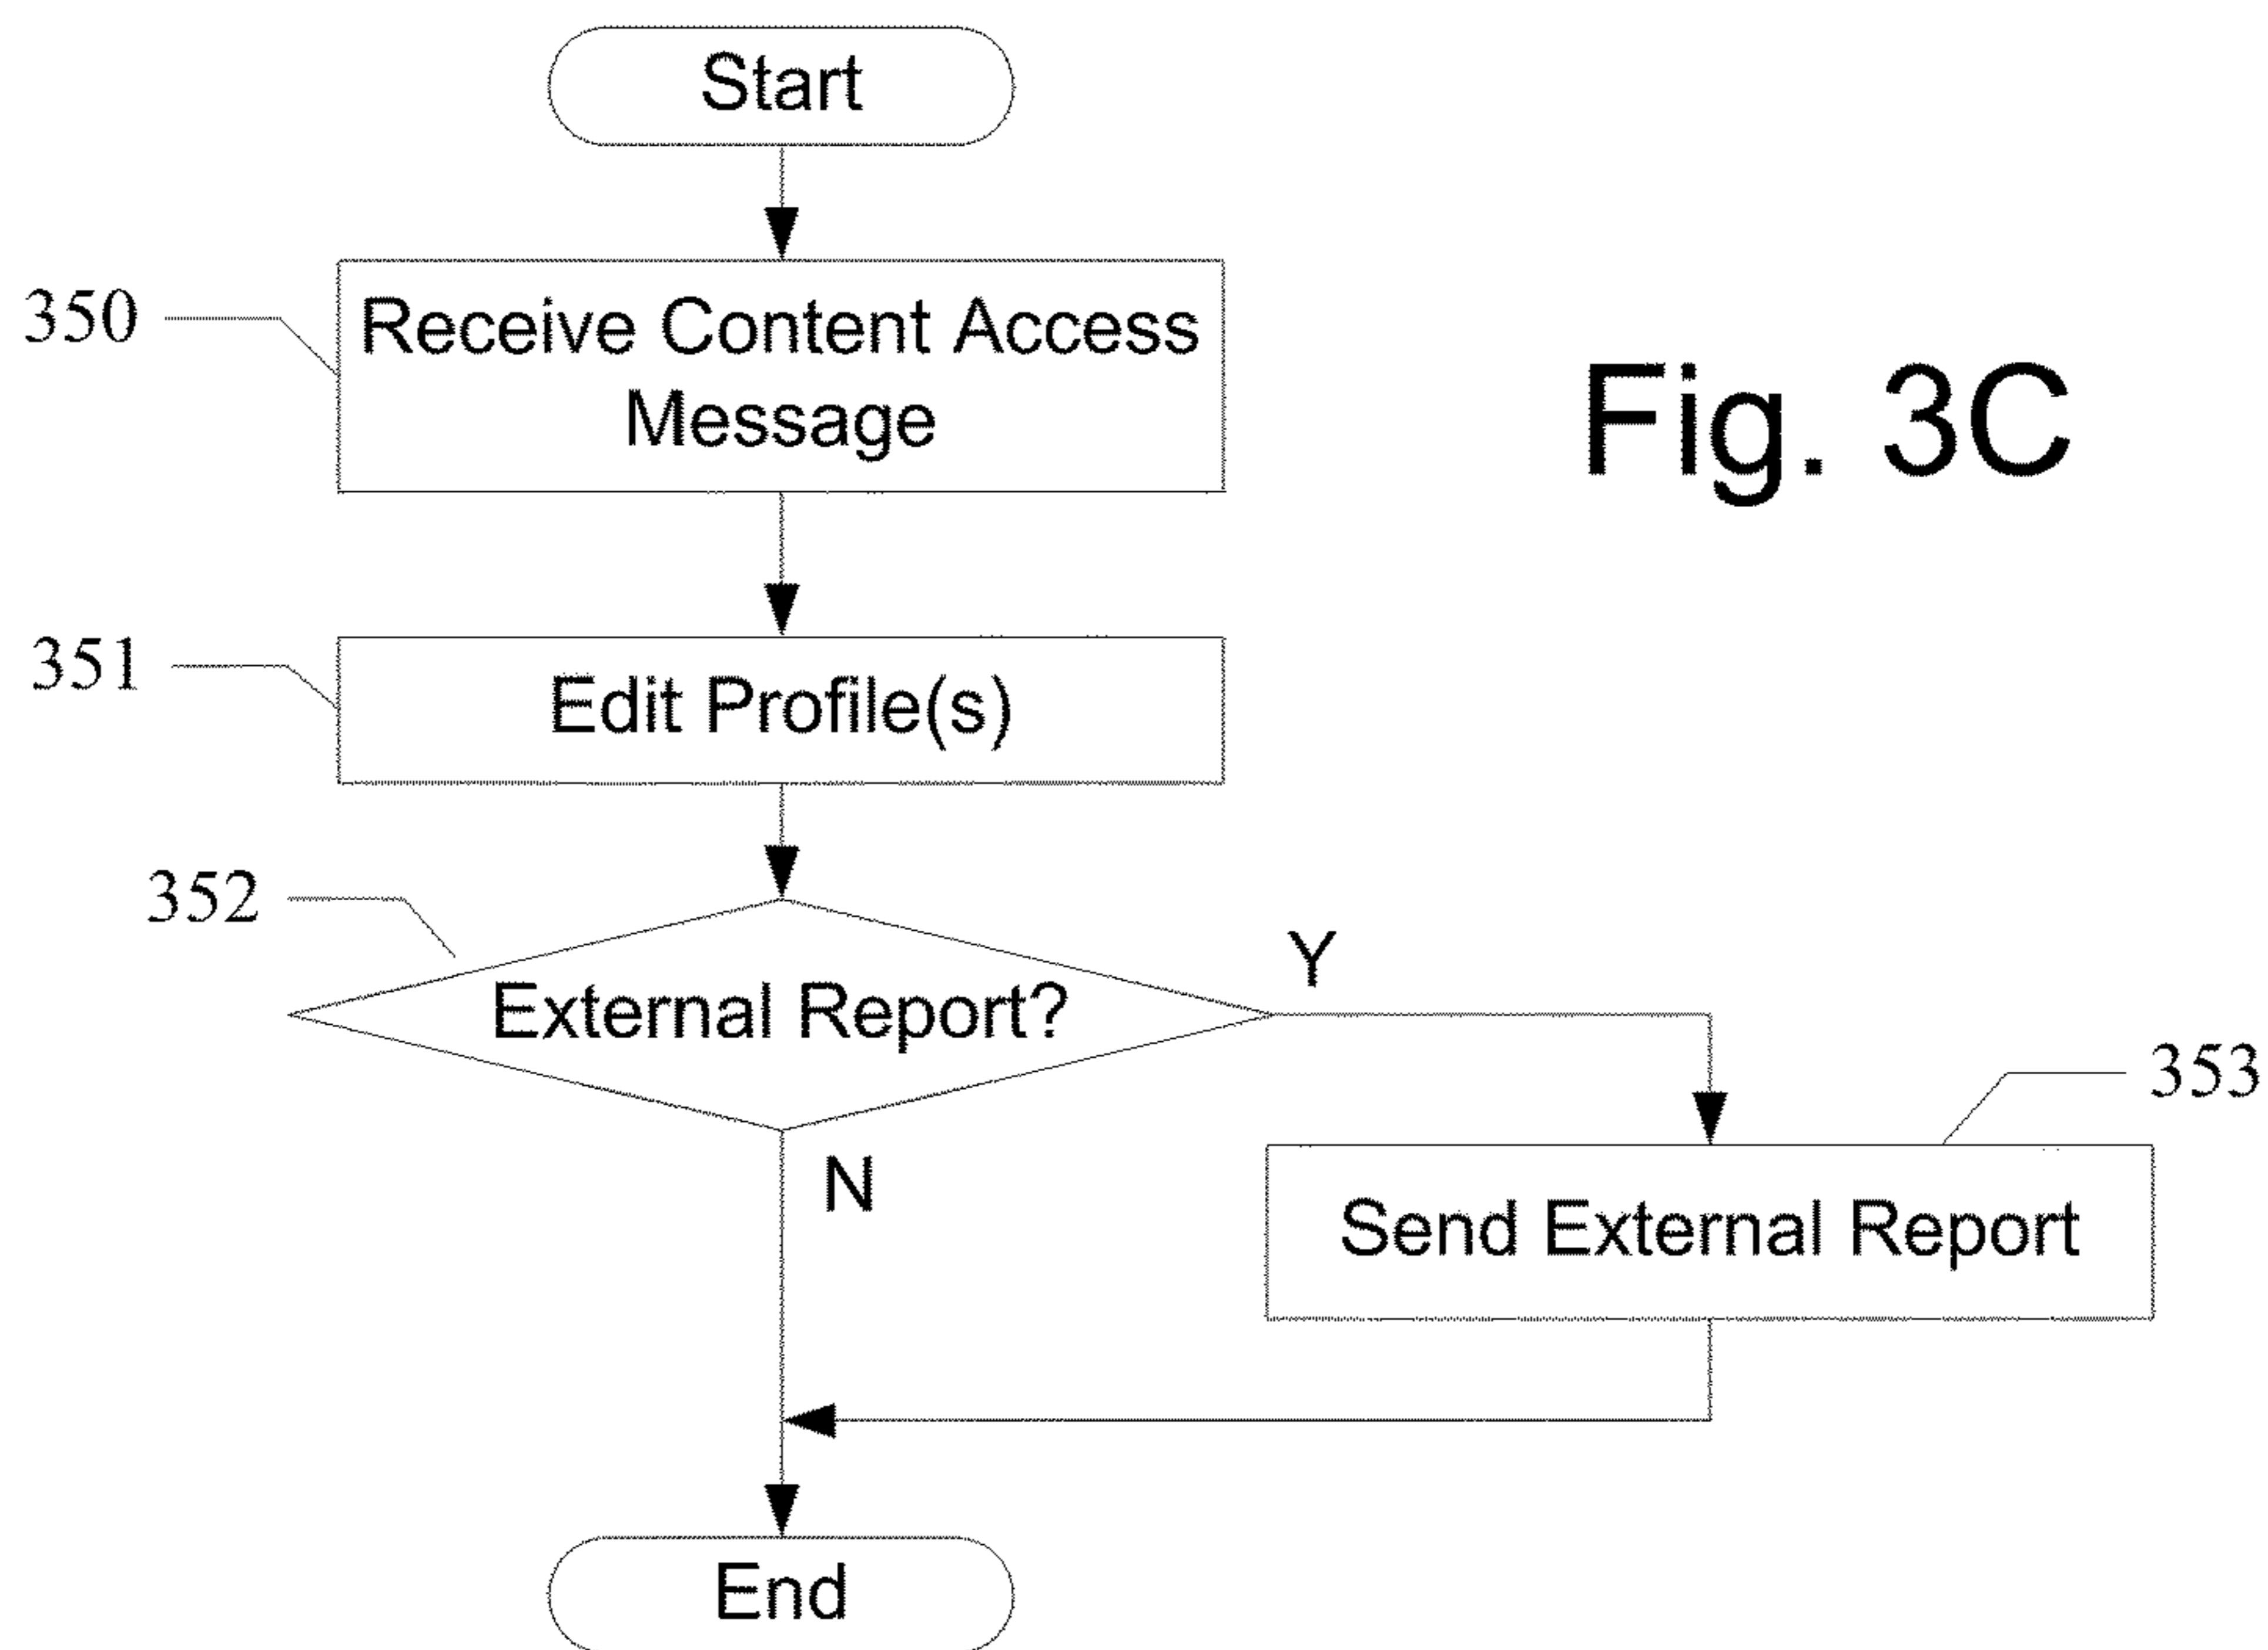 Start
350
Receive Content Access
Message
Fig. 3C
351
Edit Profile(s)
352
External Report?
Y
N
353
Send External Report
End